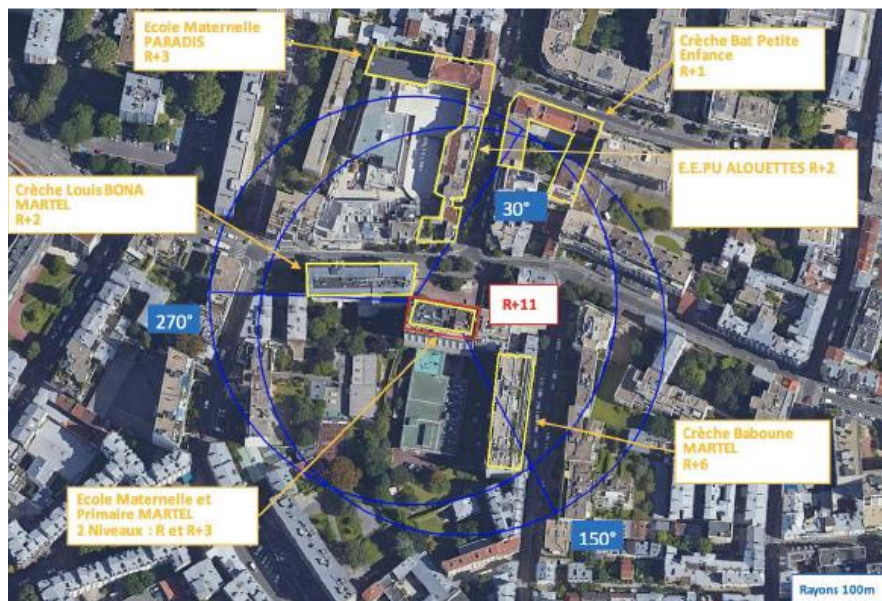 Ecole Maternelle
PARADIS
R+3
Crèche Bat Petite
Enfance
R+1
E.E.PU ALOUETTES R+2
Crèche Louis BONA
MARTEL
R+2
30°
R+11
270°
Crèche Baboune
MARTEL
R+6
Ecole Maternelle et
Primaire MARTEL
2 Niveaux : R et R+3
150°
Rayons 100m